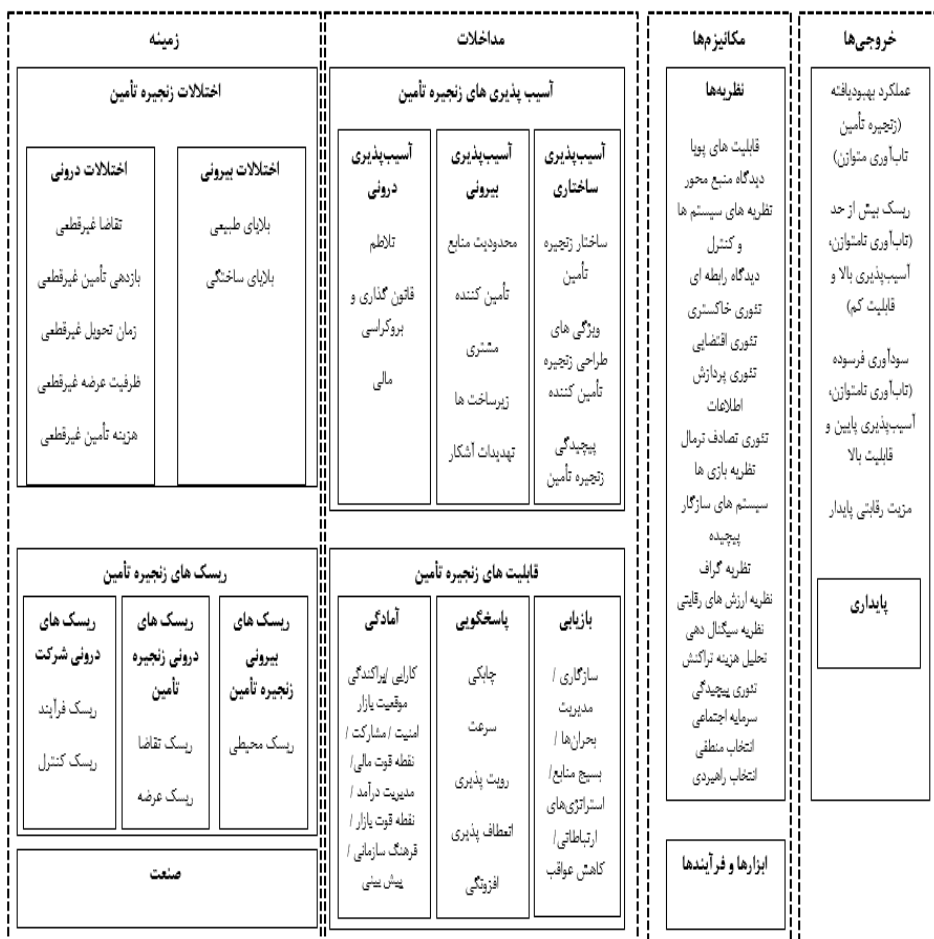 خروجی‌ها
عملکرد بهبودیافته
(زنجیره تأمین
تاب‌آوری متوازن)
ریسک بیش از حد
(تاب‌آوری نامتوازن،
آسیب‌پذیری بالا و
قابلیت کم)
سودآوری فرسوده
(تاب‌آوری نامتوازن،
آسیب‌پذیری پایین و
قابلیت بالا
مزیت رقابتی پایدار
پایداری
مکانیزم‌ها
نظریه‌ها
قابلیت های پویا
دیدگاه منبع محور
نظریه های سیستم ها
و کنترل
دیدگاه رابطه ای
تئوری خاکستری
تئوری اقتضایی
تئوری پردازش
اطلاعات
تئوری تصادف نرمال
نظریه بازی ها
سیستم های سازگار
پیچیده
نظریه گراف
نظریه ارزش های رقابتی
نظریه سیگنال دهی
تحلیل هزینه تراکنش
تئوری پیچیدگی
سرمایه اجتماعی
انتخاب منطقی
انتخاب راهبردی
ابزارها و فرآیندها
مداخلات
آسیب پذیری های زنجیره تأمین
آسیب‌پذیری
ساختاری
ساختار زنجیره
تأمین
ویژگی های
طراحی زنجیره
تأمین کننده
پیچیدگی
زنجیره تأمین
آسیب‌پذیری
بیرونی
محدودیت منابع
تأمین کننده
مشتری
زیرساخت ها
تهدیدات آشکار
آسیب‌پذیری
درونی
تلاطم
قانون گذاری و
بروکراسی
مالی
قابلیت های زنجیره تأمین
بازیابی
سازگاری /
مدیریت
بحران‌ها /
بسیج منابع/
استراتژی‌های
ارتباطاتی/
کاهش عواقب
پاسخگویی
چابکی
سرعت
رویت پذیری
انعطاف پذیری
افزونگی
آمادگی
کارایی /پراکندگی
موقعیت بازار
امنیت / مشارکت /
نقطه قوت مالی/
مدیریت درآمد /
نقطه قوت بازار /
فرهنگ سازمانی /
پیش بینی
زمینه
اختلالات زنجیره تأمین
اختلالات بیرونی
بلایای طبیعی
بلایای ساختگی
اختلالات درونی
تقاضا غیرقطعی
بازدهی تأمین غیرقطعی
زمان تحویل غیرقطعی
ظرفیت عرضه غیرقطعی
هزینه تأمین غیرقطعی
ریسک های زنجیره تأمین
ریسک های
بیرونی
زنجیره تأمین
ریسک محیطی
ریسک های
درونی زنجیره
تأمین
ریسک تقاضا
ریسک عرضه
ریسک های
درونی شرکت
ریسک فرآیند
ریسک کنترل
صنعت